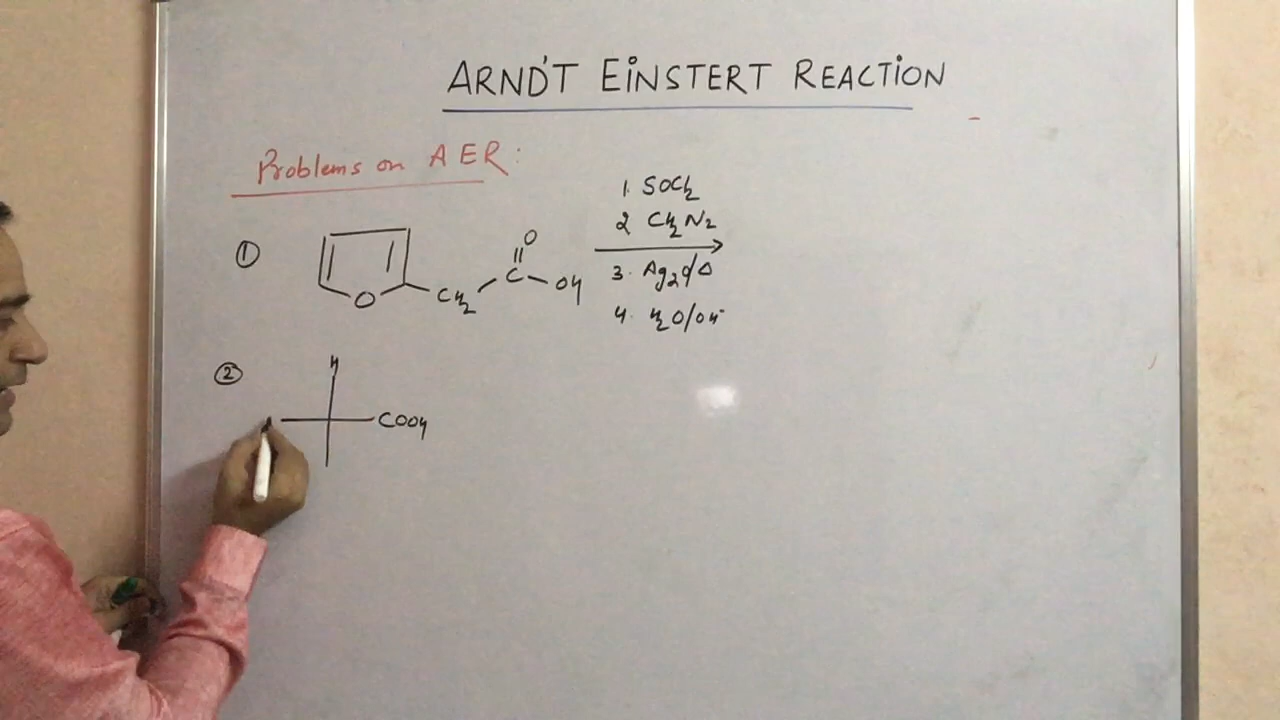 ARND'T EINSTERT REACTION
Problems on AER:
1. SOCl2
2 CH2N2
① O CH2 C O OH
3. Ag2O/Δ
4. H2O/OH-
② H
COOH